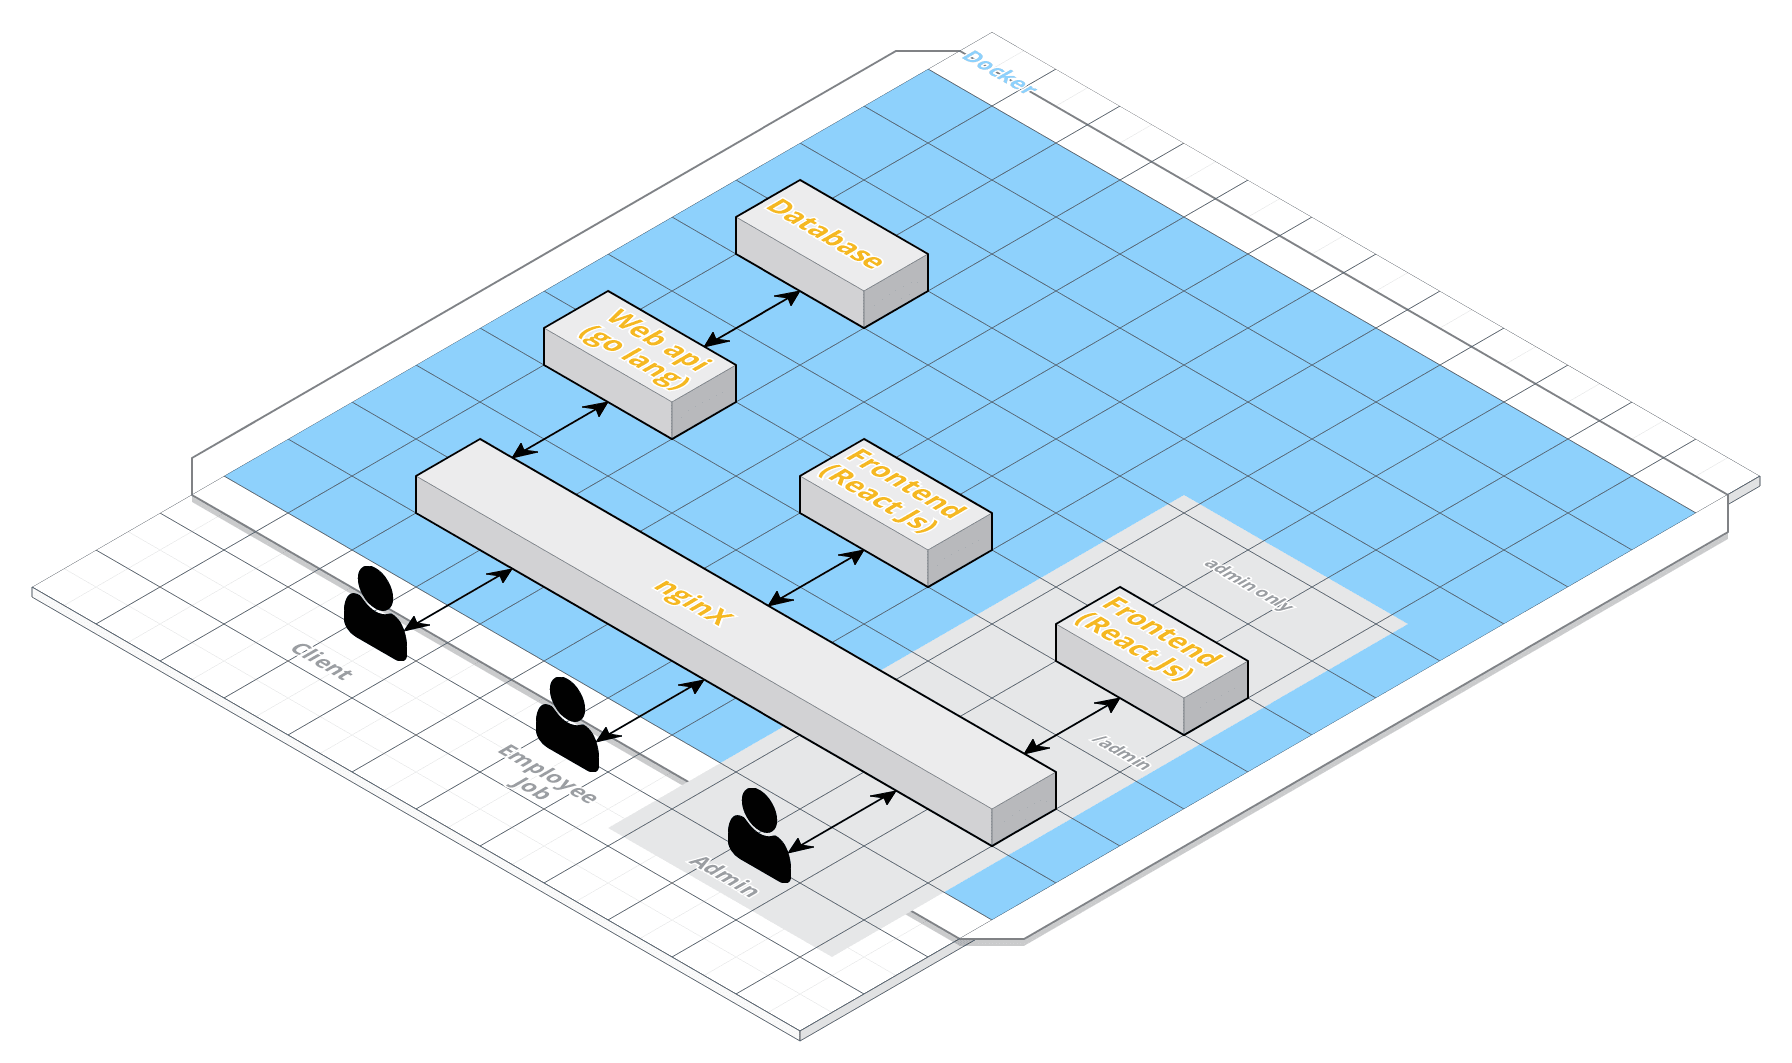 Docker
Database
Web api
(go lang)
Frontend
(React Js)
admin only
nginX
Frontend
(React Js)
/admin
Client
Employee
Job
Admin